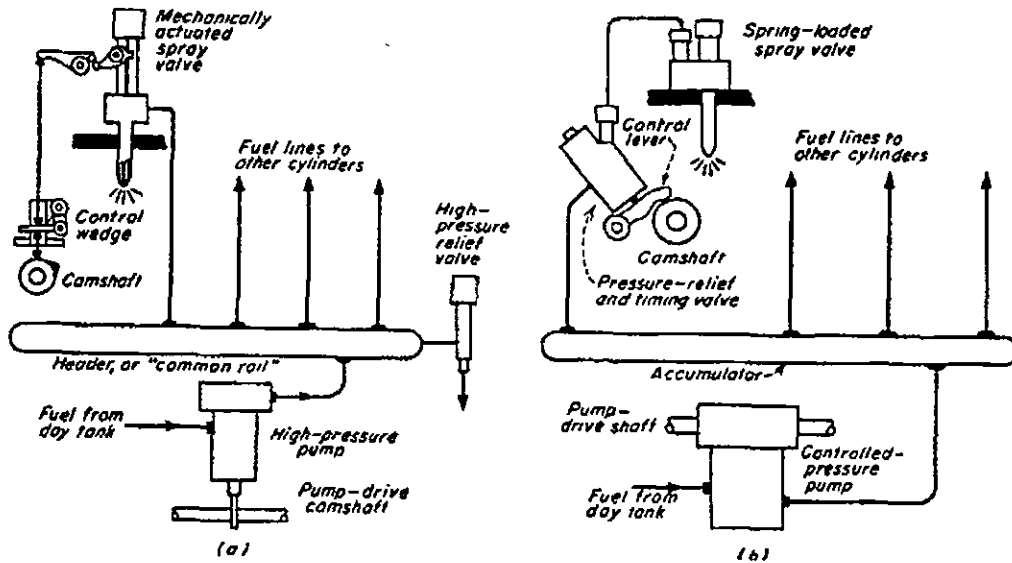 Mechanically
actuated
spray
valve
Fuel lines to
other cylinders
High-
pressure
relief
valve
Control
wedge
Camshaft
Header, or "common rail"
Fuel from
day tank
High-pressure
pump
Pump-drive
camshaft
(a)
Spring-loaded
spray valve
Control
lever
Fuel lines to
other cylinders
Camshaft
Pressure-relief
and timing valve
Accumulator
Pump-
drive shaft
Controlled-
pressure
pump
Fuel from
day tank
(b)